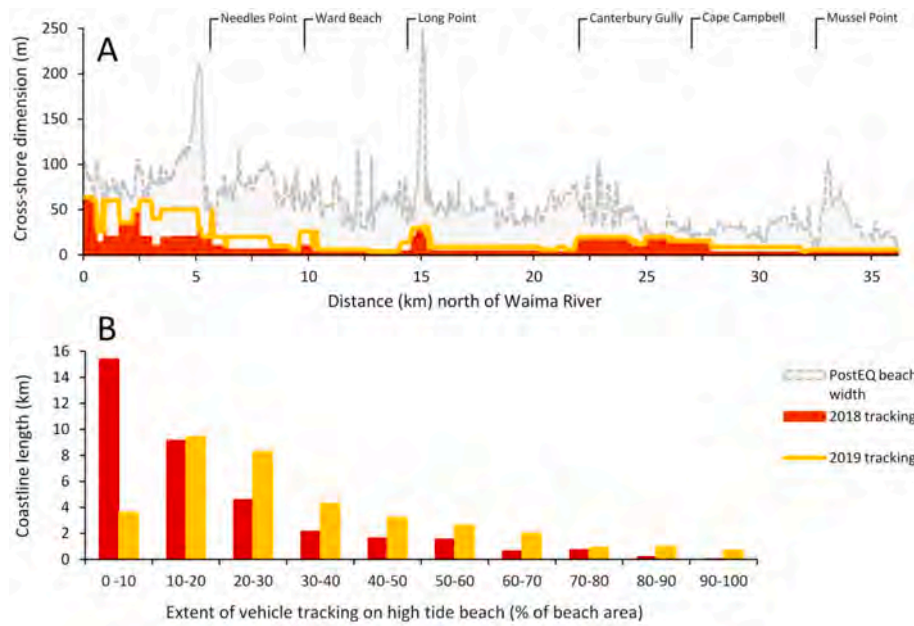 Needles Point Ward Beach Long Point Canterbury Gully Cape Campbell Mussel Point
A
Cross-shore dimension (m)
250
200
150
100
50
0
0 5 10 15 20 25 30 35
Distance (km) north of Waima River
B
Coastline length (km)
16
14
12
10
8
6
4
2
0
0 -10 10-20 20-30 30-40 40-50 50-60 60-70 70-80 80-90 90-100
Extent of vehicle tracking on high tide beach (% of beach area)
PostEQ beach
width
2018 tracking
2019 tracking